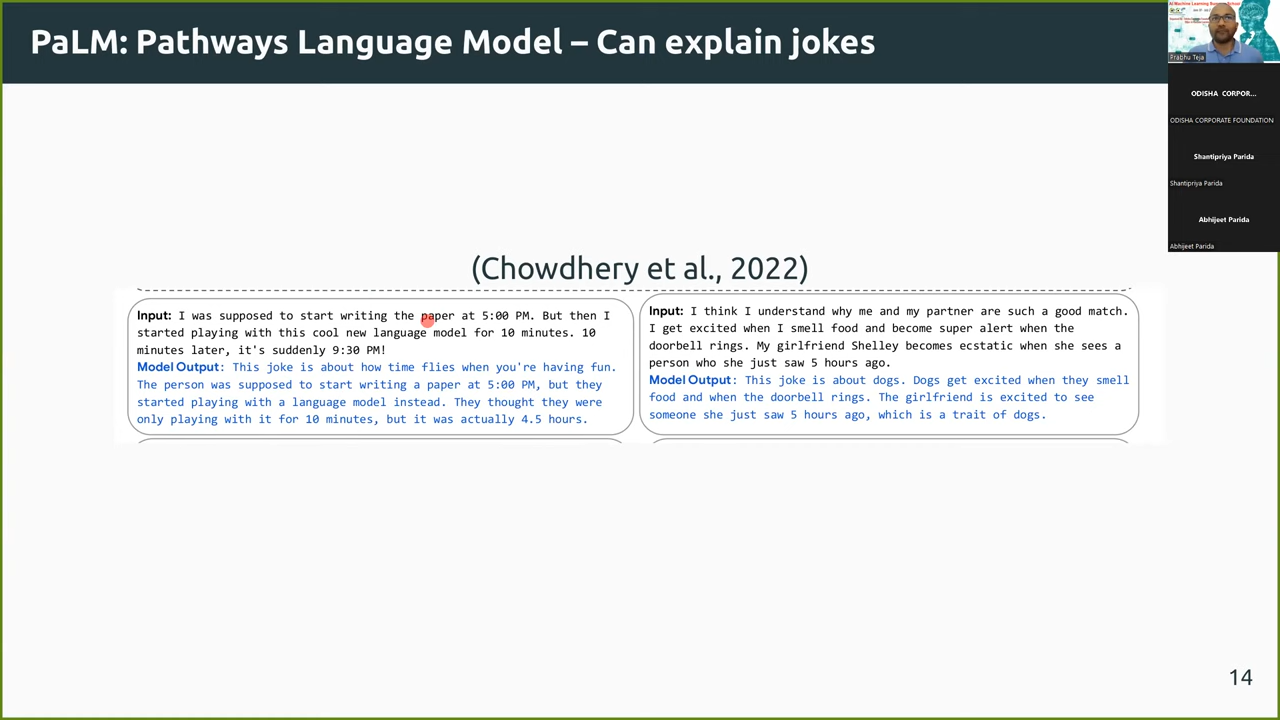 PaLM: Pathways Language Model – Can explain jokes
(Chowdhery et al., 2022)
Input: I was supposed to start writing the paper at 5:00 PM. But then I
started playing with this cool new language model for 10 minutes. 10
minutes later, it's suddenly 9:30 PM!
Model Output: This joke is about how time flies when you're having fun.
The person was supposed to start writing a paper at 5:00 PM, but they
started playing with a language model instead. They thought they were
only playing with it for 10 minutes, but it was actually 4.5 hours.
Input: I think I understand why me and my partner are such a good match.
I get excited when I smell food and become super alert when the
doorbell rings. My girlfriend Shelley becomes ecstatic when she sees a
person who she just saw 5 hours ago.
Model Output: This joke is about dogs. Dogs get excited when they smell
food and when the doorbell rings. The girlfriend is excited to see
someone she just saw 5 hours ago, which is a trait of dogs.
14
Prabhu Teja
ODISHA CORPOR...
ODISHA CORPORATE FOUNDATION
Shantipriya Parida
Shantipriya Parida
Abhijeet Parida
Abhijeet Parida